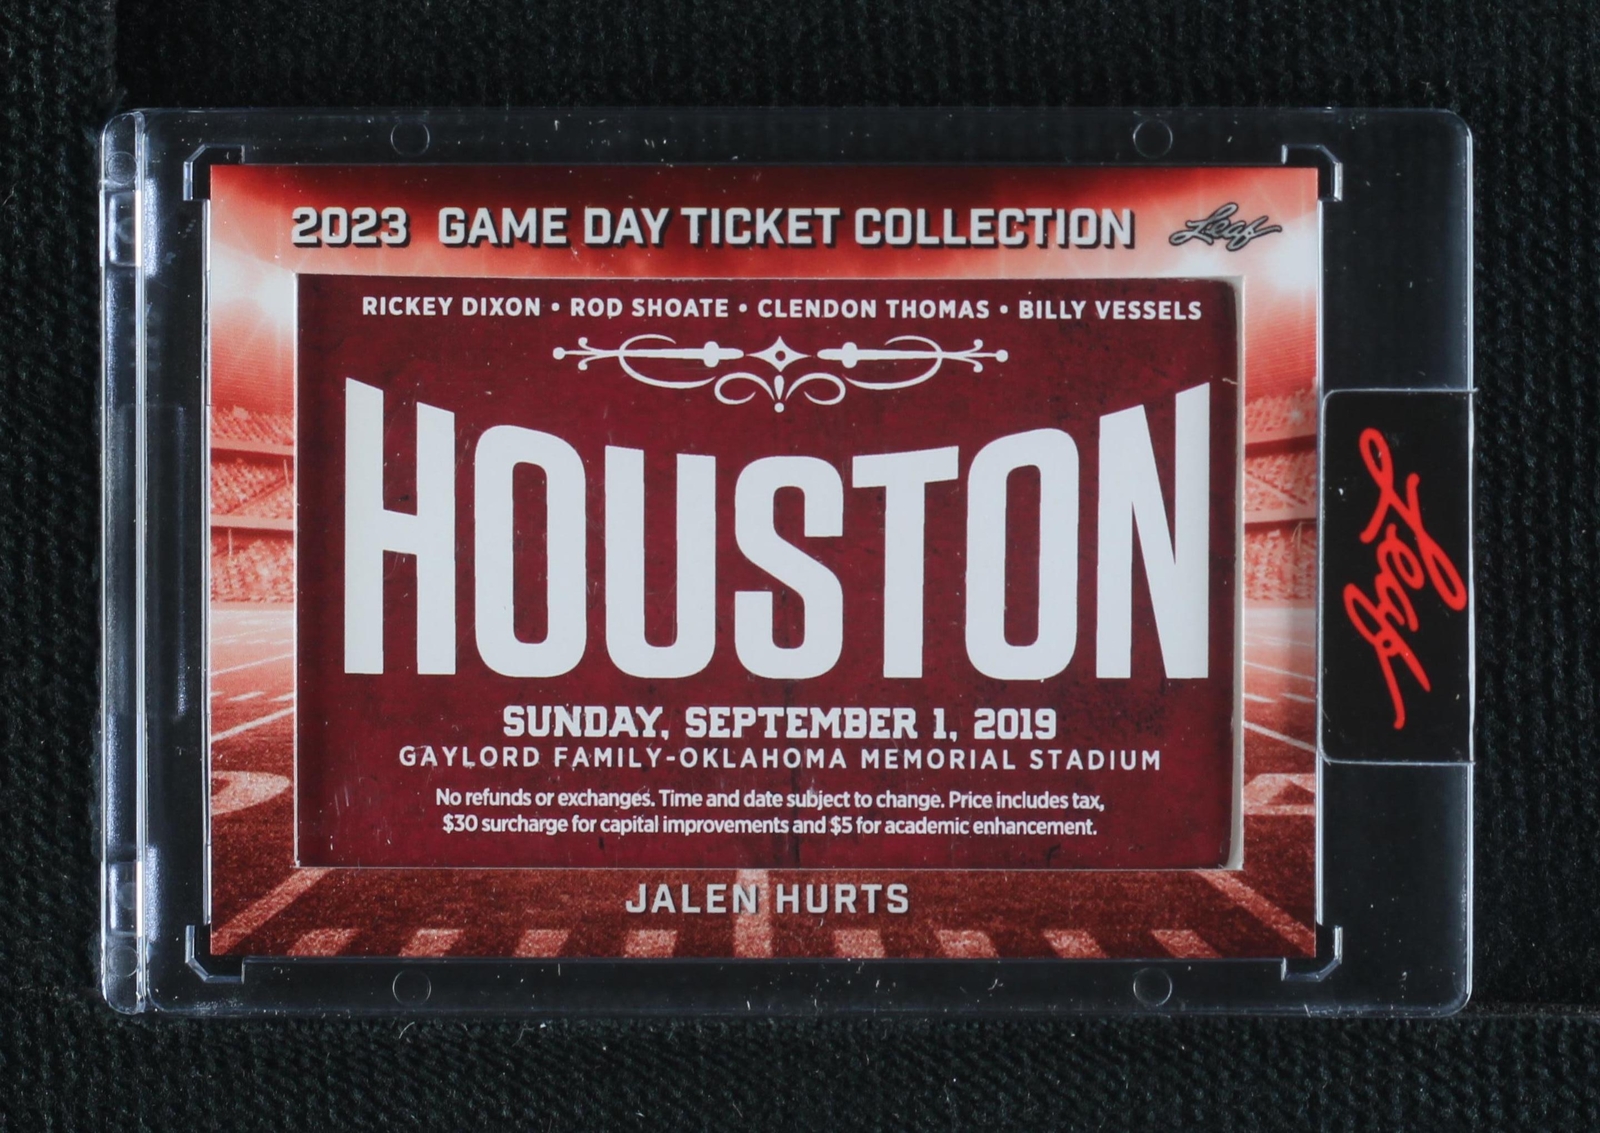 2023 GAME DAY TICKET COLLECTION Leaf
RICKEY DIXON • ROD SHOATE • CLENDON THOMAS • BILLY VESSELS
HOUSTON
SUNDAY, SEPTEMBER 1, 2019
GAYLORD FAMILY-OKLAHOMA MEMORIAL STADIUM
No refunds or exchanges. Time and date subject to change. Price includes tax,
$30 surcharge for capital improvements and $5 for academic enhancement.
JALEN HURTS
Leaf